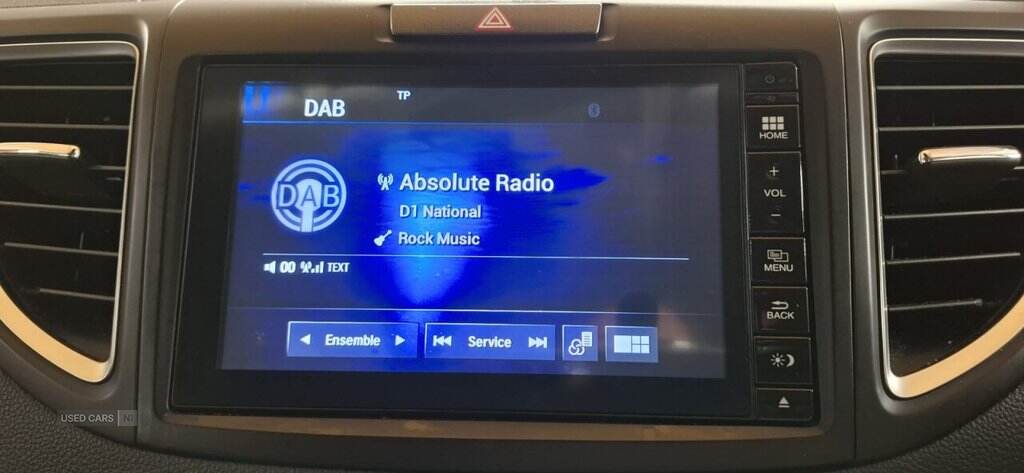 TP
DAB
DAB
Absolute Radio
D1 National
Rock Music
00 TEXT
Ensemble
Service
HOME
+
VOL
−
MENU
BACK
USED CARS NI